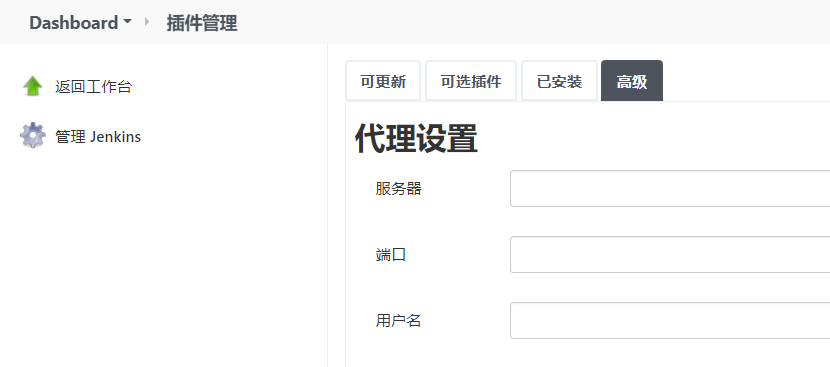 Dashboard 插件管理
返回工作台
管理 Jenkins
可更新 可选插件 已安装 高级
代理设置
服务器
端口
用户名